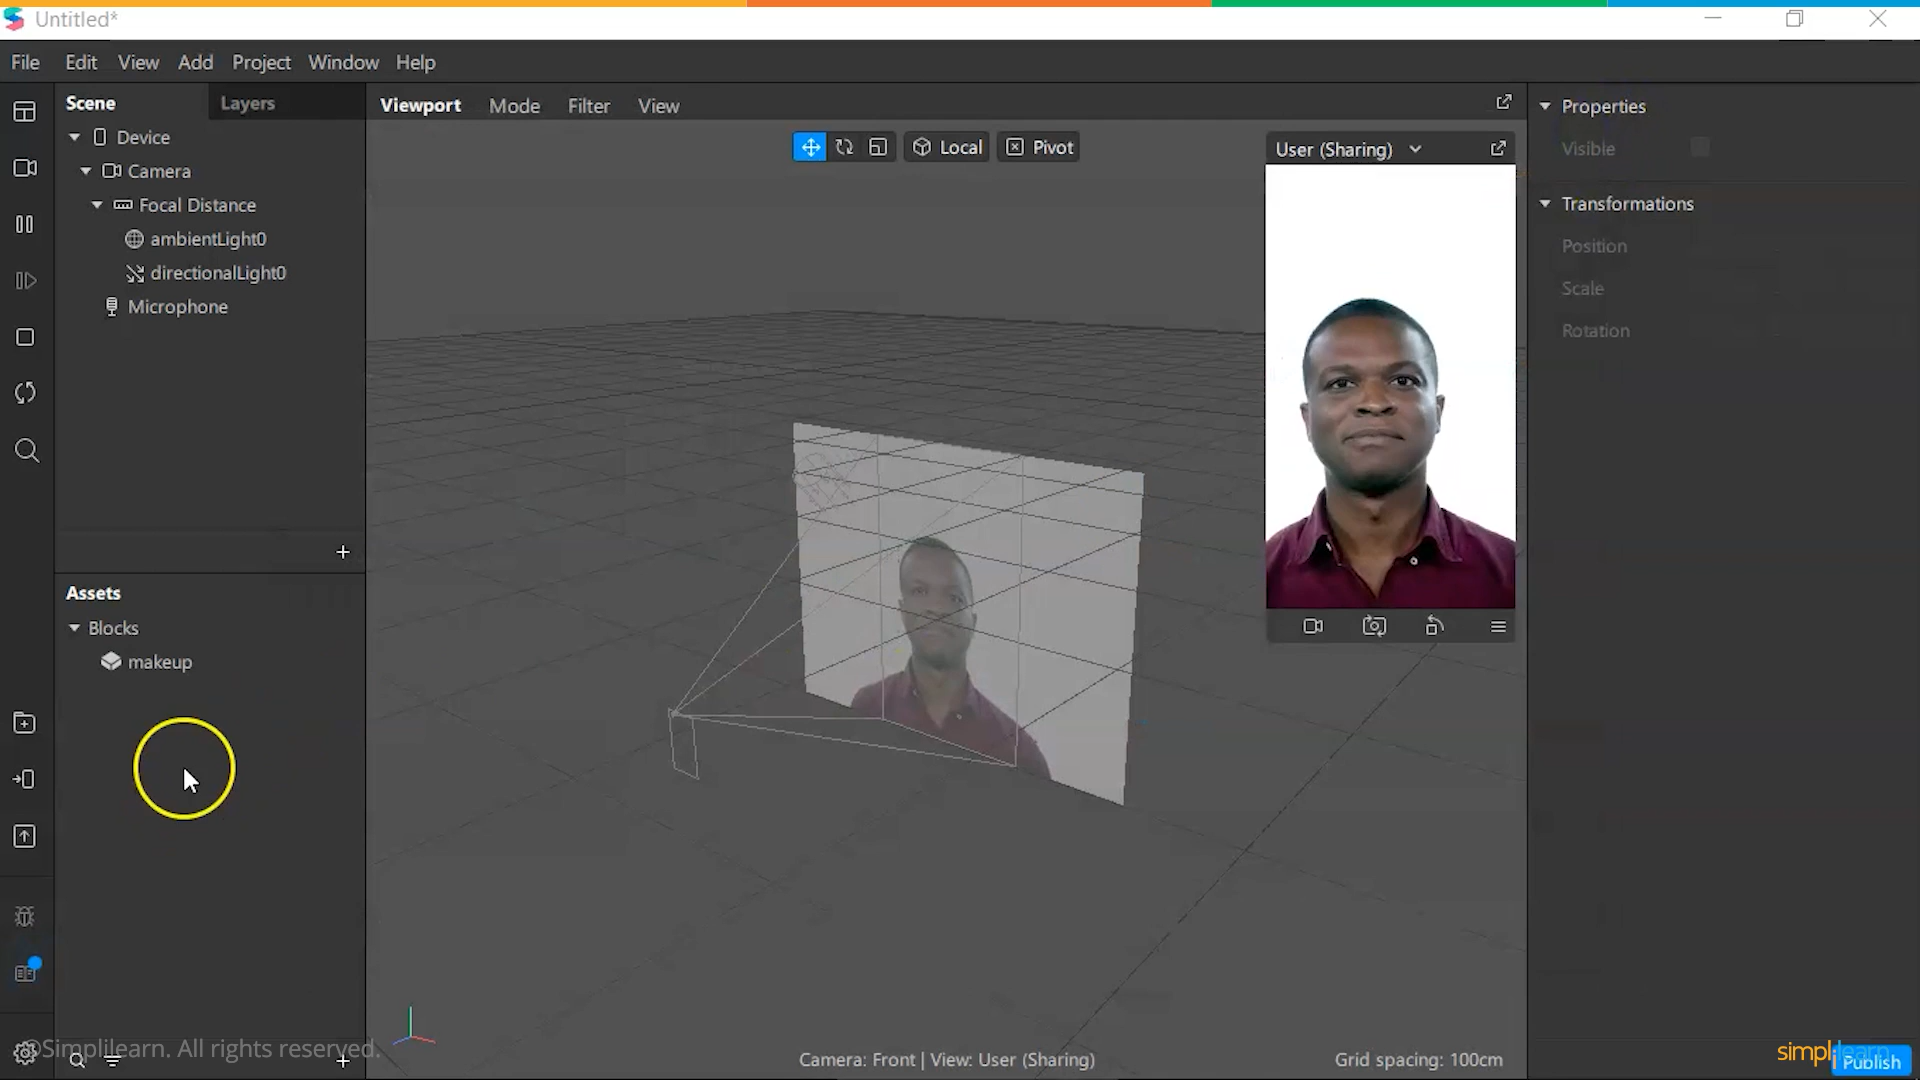 Untitled*
File Edit View Add Project Window Help
Scene Layers
Device
Camera
Focal Distance
ambientLight0
directionalLight0
Microphone
Assets
Blocks
makeup
Viewport Mode Filter View
Local Pivot
User (Sharing)
Properties
Visible
Transformations
Position
Scale
Rotation
Camera: Front | View: User (Sharing)
Grid spacing: 100cm
©Simplilearn. All rights reserved.
simplilearn
Publish